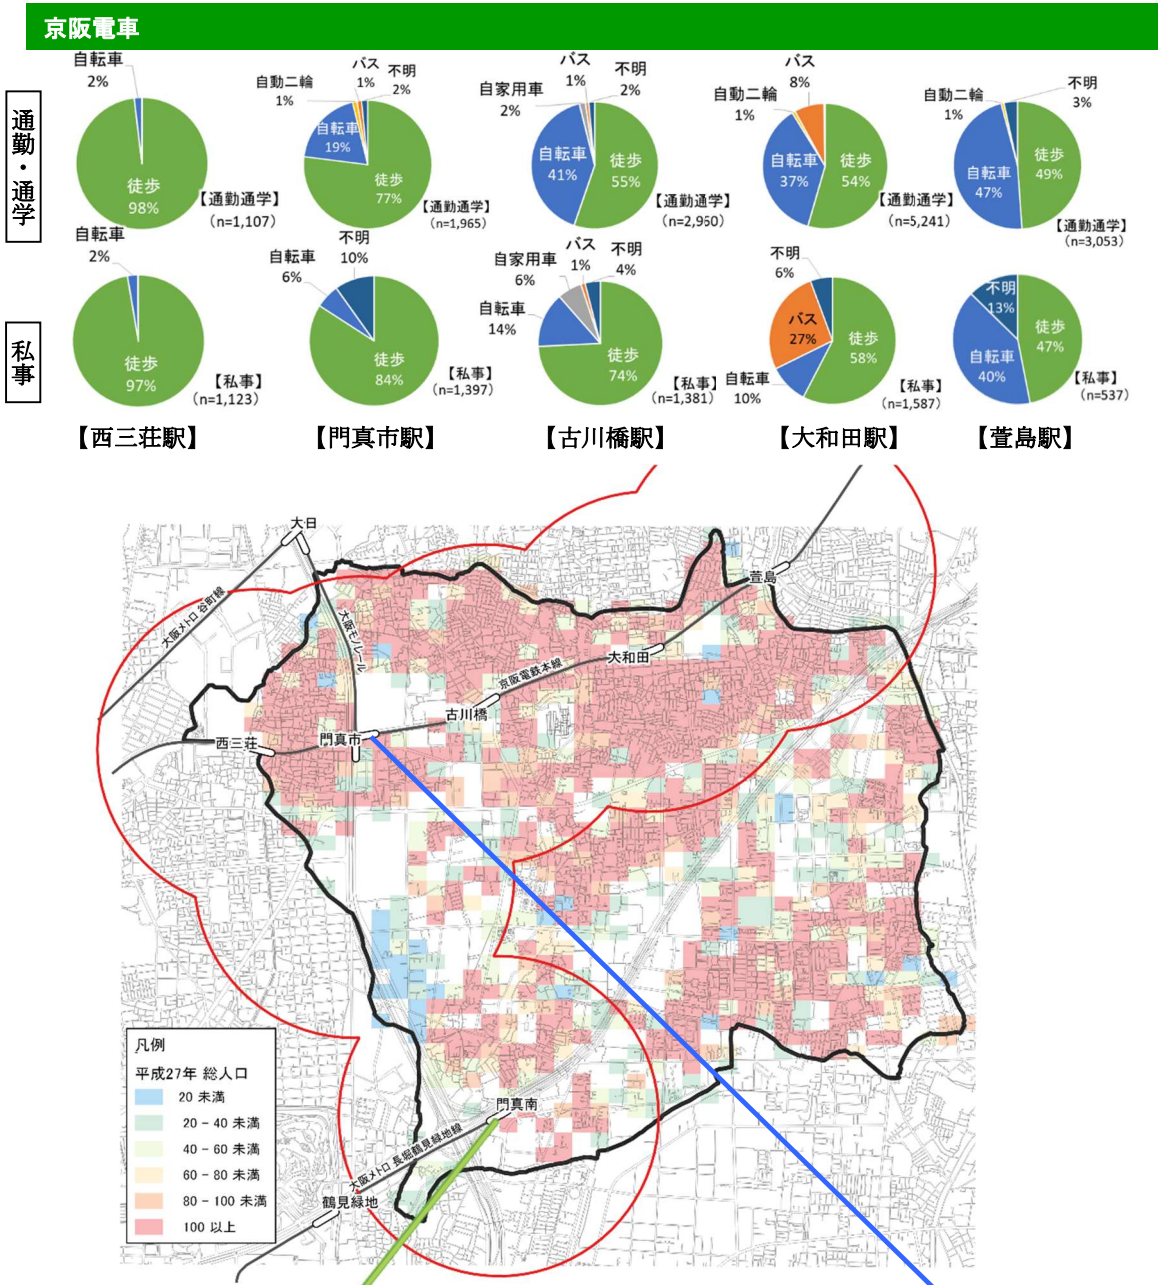 京阪電車
通勤・通学
自転車
2%
徒歩
98%
【通勤通学】
(n=1,107)
自動二輪
1%
バス
1%
不明
2%
自転車
19%
徒歩
77%
【通勤通学】
(n=1,965)
自家用車
2%
バス
1%
不明
2%
自転車
41%
徒歩
55%
【通勤通学】
(n=2,960)
自動二輪
1%
バス
8%
自転車
37%
徒歩
54%
【通勤通学】
(n=5,241)
自動二輪
1%
不明
3%
自転車
47%
徒歩
49%
【通勤通学】
(n=3,053)
私事
自転車
2%
徒歩
97%
【私事】
(n=1,123)
自転車
6%
不明
10%
徒歩
84%
【私事】
(n=1,397)
自家用車
6%
バス
1%
不明
4%
自転車
14%
徒歩
74%
【私事】
(n=1,381)
不明
6%
バス
27%
自転車
10%
徒歩
58%
【私事】
(n=1,587)
不明
13%
自転車
40%
徒歩
47%
【私事】
(n=537)
【西三荘駅】
【門真市駅】
【古川橋駅】
【大和田駅】
【萱島駅】
大日
萱島
大阪メトロ 谷町線
大阪モノレール
大和田
京阪電鉄本線
古川橋
門真市
西三荘
門真南
大阪メトロ 長堀鶴見緑地線
鶴見緑地
凡例
平成27年 総人口
20 未満
20 - 40 未満
40 - 60 未満
60 - 80 未満
80 - 100 未満
100 以上